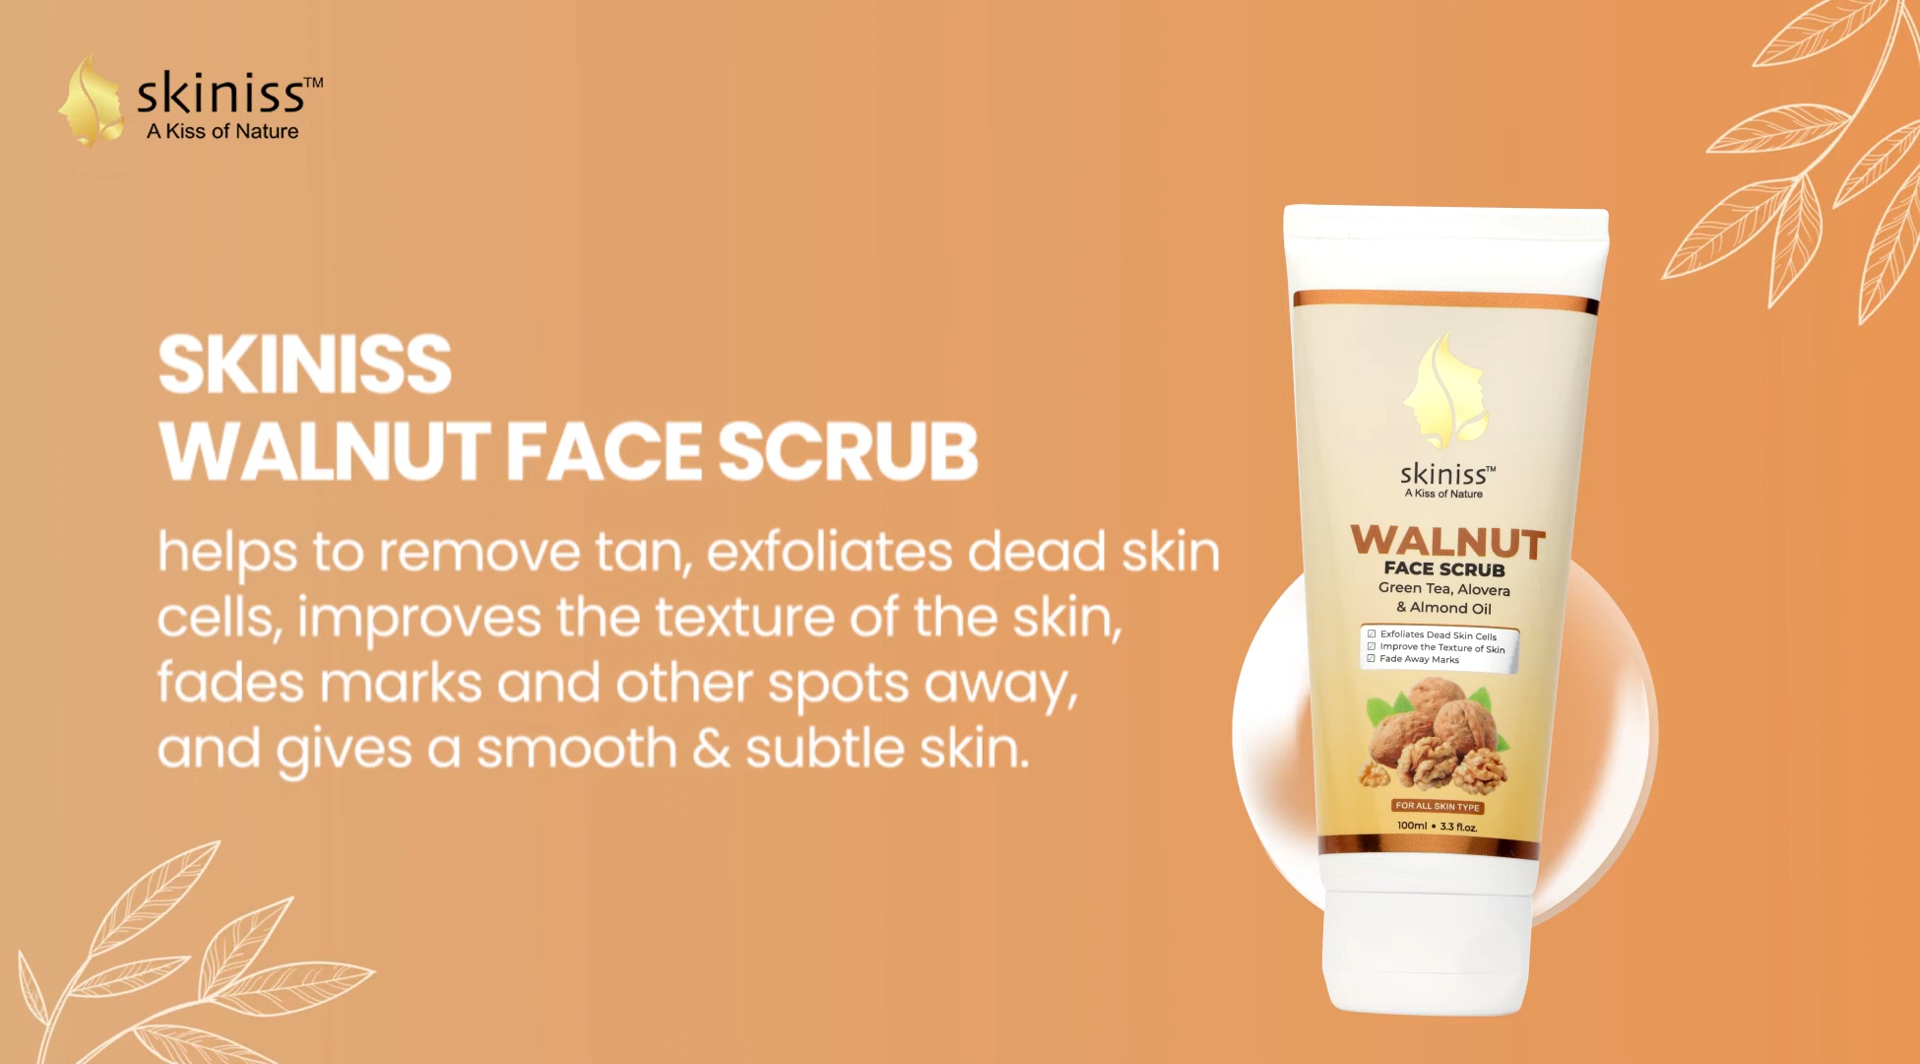 skiniss™
A Kiss of Nature
SKINISS
WALNUT FACE SCRUB
helps to remove tan, exfoliates dead skin
cells, improves the texture of the skin,
fades marks and other spots away,
and gives a smooth & subtle skin.
skiniss™
A Kiss of Nature
WALNUT
FACE SCRUB
Green Tea, Alovera
& Almond Oil
☑ Exfoliates Dead Skin Cells
☑ Improve the Texture of Skin
☑ Fade Away Marks
FOR ALL SKIN TYPE
100ml • 3.3 fl.oz.